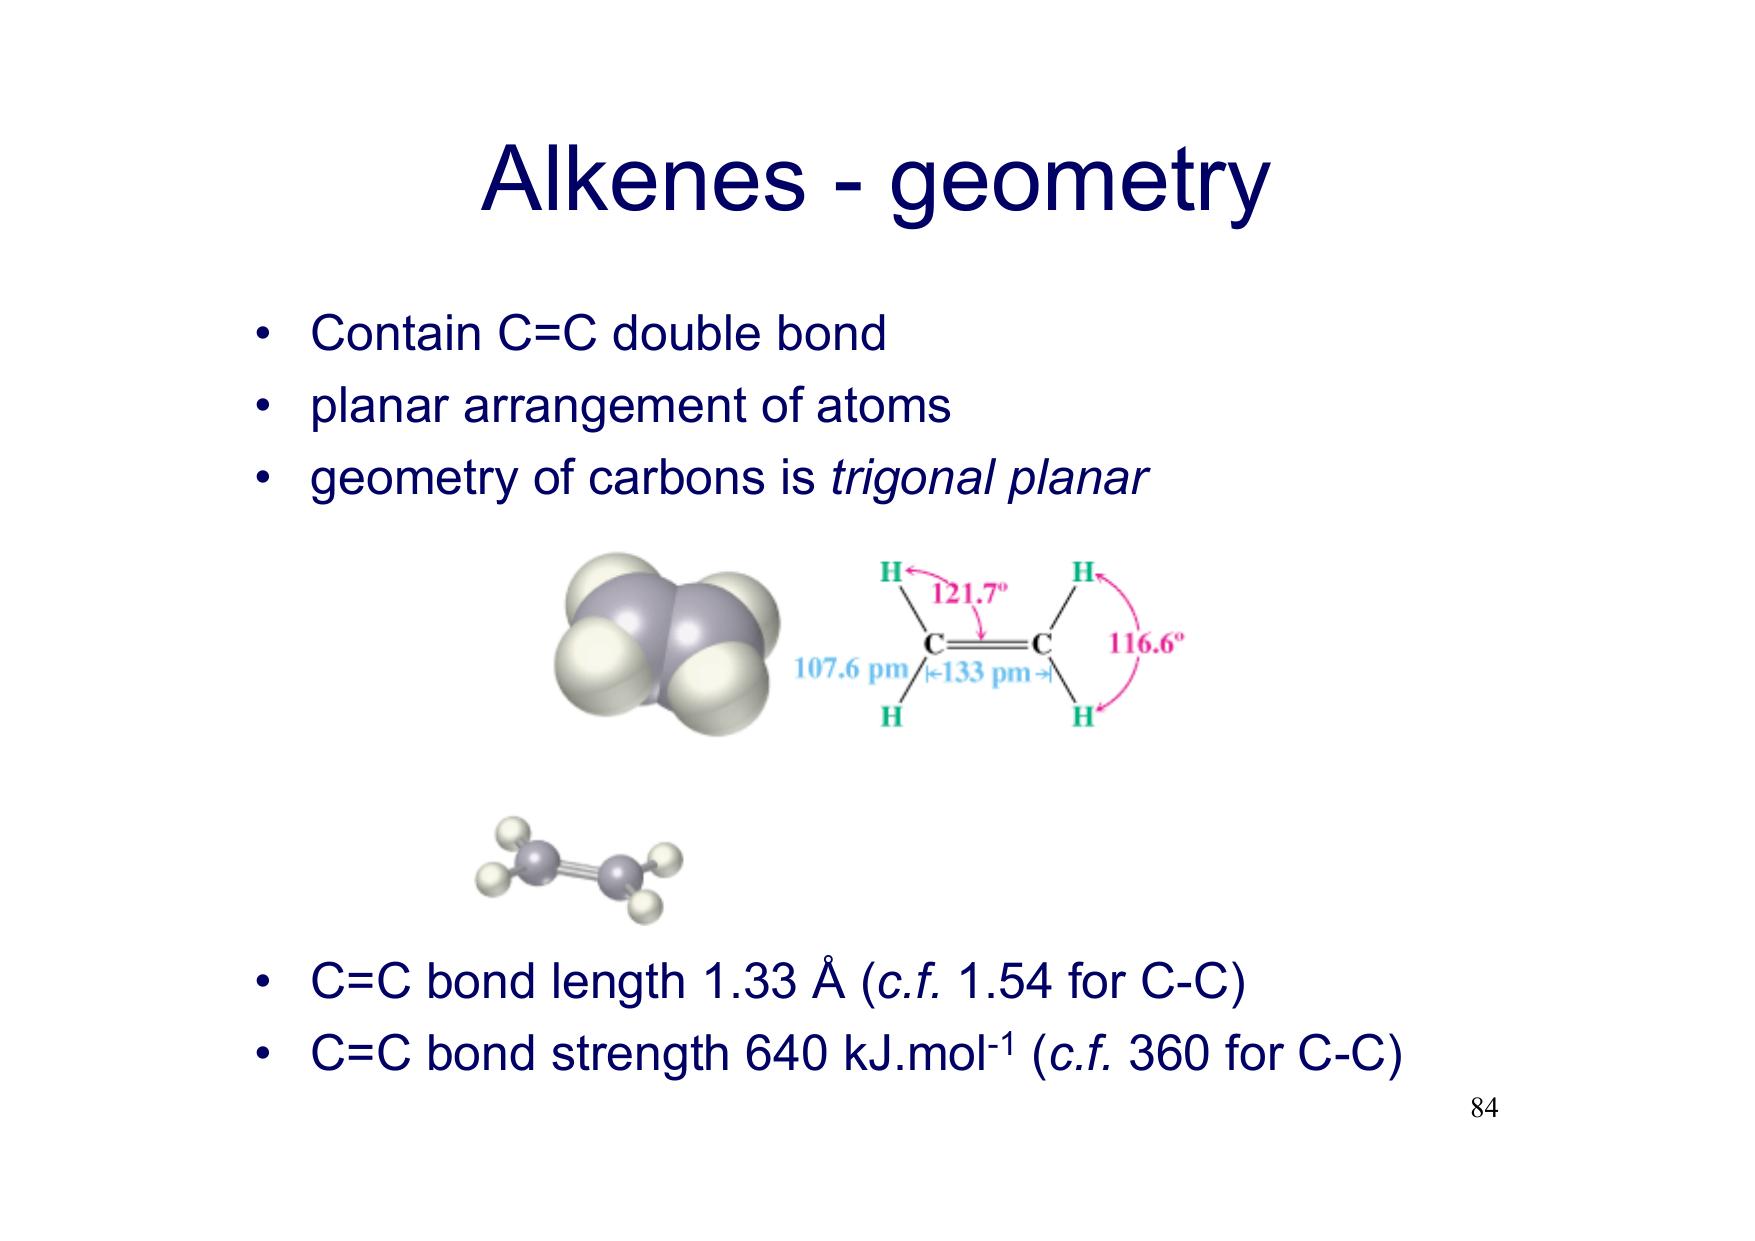 Alkenes - geometry
• Contain C=C double bond
• planar arrangement of atoms
• geometry of carbons is trigonal planar
H H
121.7º
C C 116.6º
107.6 pm 133 pm
H H
• C=C bond length 1.33 Å (c.f. 1.54 for C-C)
• C=C bond strength 640 kJ.mol-1 (c.f. 360 for C-C)
84